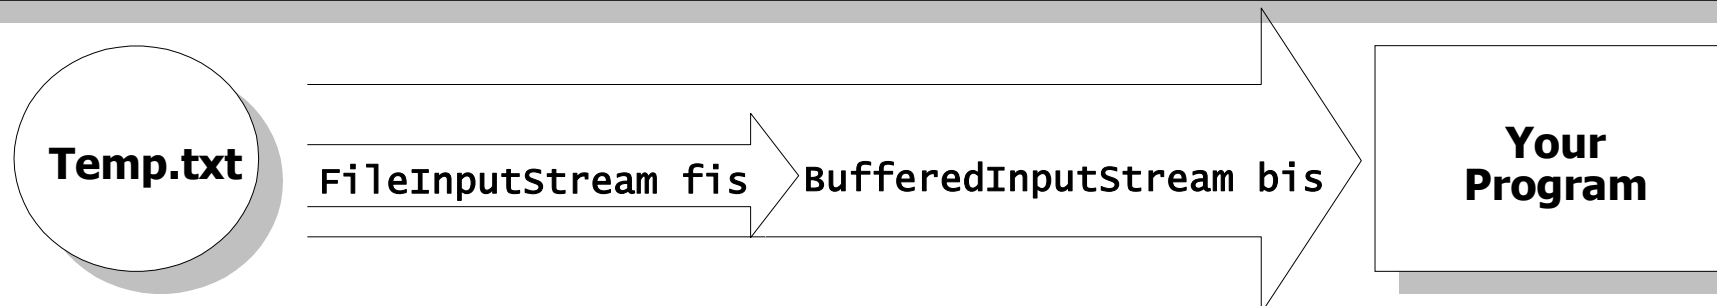 Temp.txt
FileInputStream fis
BufferedInputStream bis
Your
Program